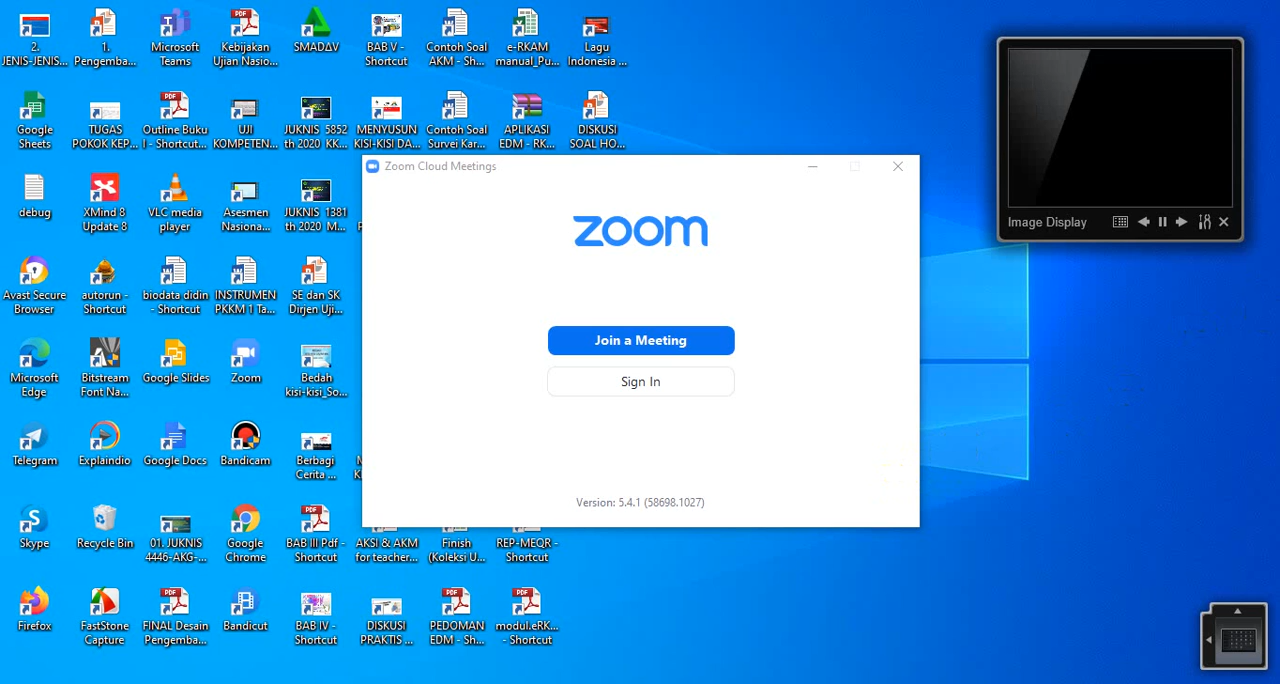 2.
JENIS-JENIS...
1.
Pengemba...
Microsoft
Teams
PDF
Kebijakan
Ujian Nasio...
SMADΔV
BAB V -
Shortcut
Contoh Soal
AKM - Sh...
e-RKAM
manual_Pu...
Lagu
Indonesia ...
Google
Sheets
TUGAS
POKOK KEP...
PDF
Outline Buku
I - Shortcut...
UJI
KOMPETEN...
JUKNIS 5852
th 2020 KK...
MENYUSUN
KISI-KISI DA...
Contoh Soal
Survei Kar...
APLIKASI
EDM - RK...
DISKUSI
SOAL HO...
debug
XMind 8
Update 8
VLC media
player
Asesmen
Nasiona...
JUKNIS 1381
th 2020 M...
Avast Secure
Browser
autorun -
Shortcut
biodata didin
- Shortcut
INSTRUMEN
PKKM 1 Ta...
SE dan SK
Dirjen Uji...
Microsoft
Edge
Bitstream
Font Na...
Google Slides
Zoom
Bedah
kisi-kisi_So...
Telegram
Explaindio
Google Docs
Bandicam
Berbagi
Cerita ...
Skype
Recycle Bin
01. JUKNIS
4446-AKG-...
Google
Chrome
PDF
BAB III Pdf -
Shortcut
AKSI & AKM
for teacher...
Finish
(Koleksi U...
REP-MEQR -
Shortcut
Firefox
FastStone
Capture
PDF
FINAL Desain
Pengemba...
Bandicut
BAB IV -
Shortcut
DISKUSI
PRAKTIS ...
PDF
PEDOMAN
EDM - Sh...
PDF
modul.eRK...
- Shortcut
Zoom Cloud Meetings
zoom
Join a Meeting
Sign In
Version: 5.4.1 (58698.1027)
Image Display